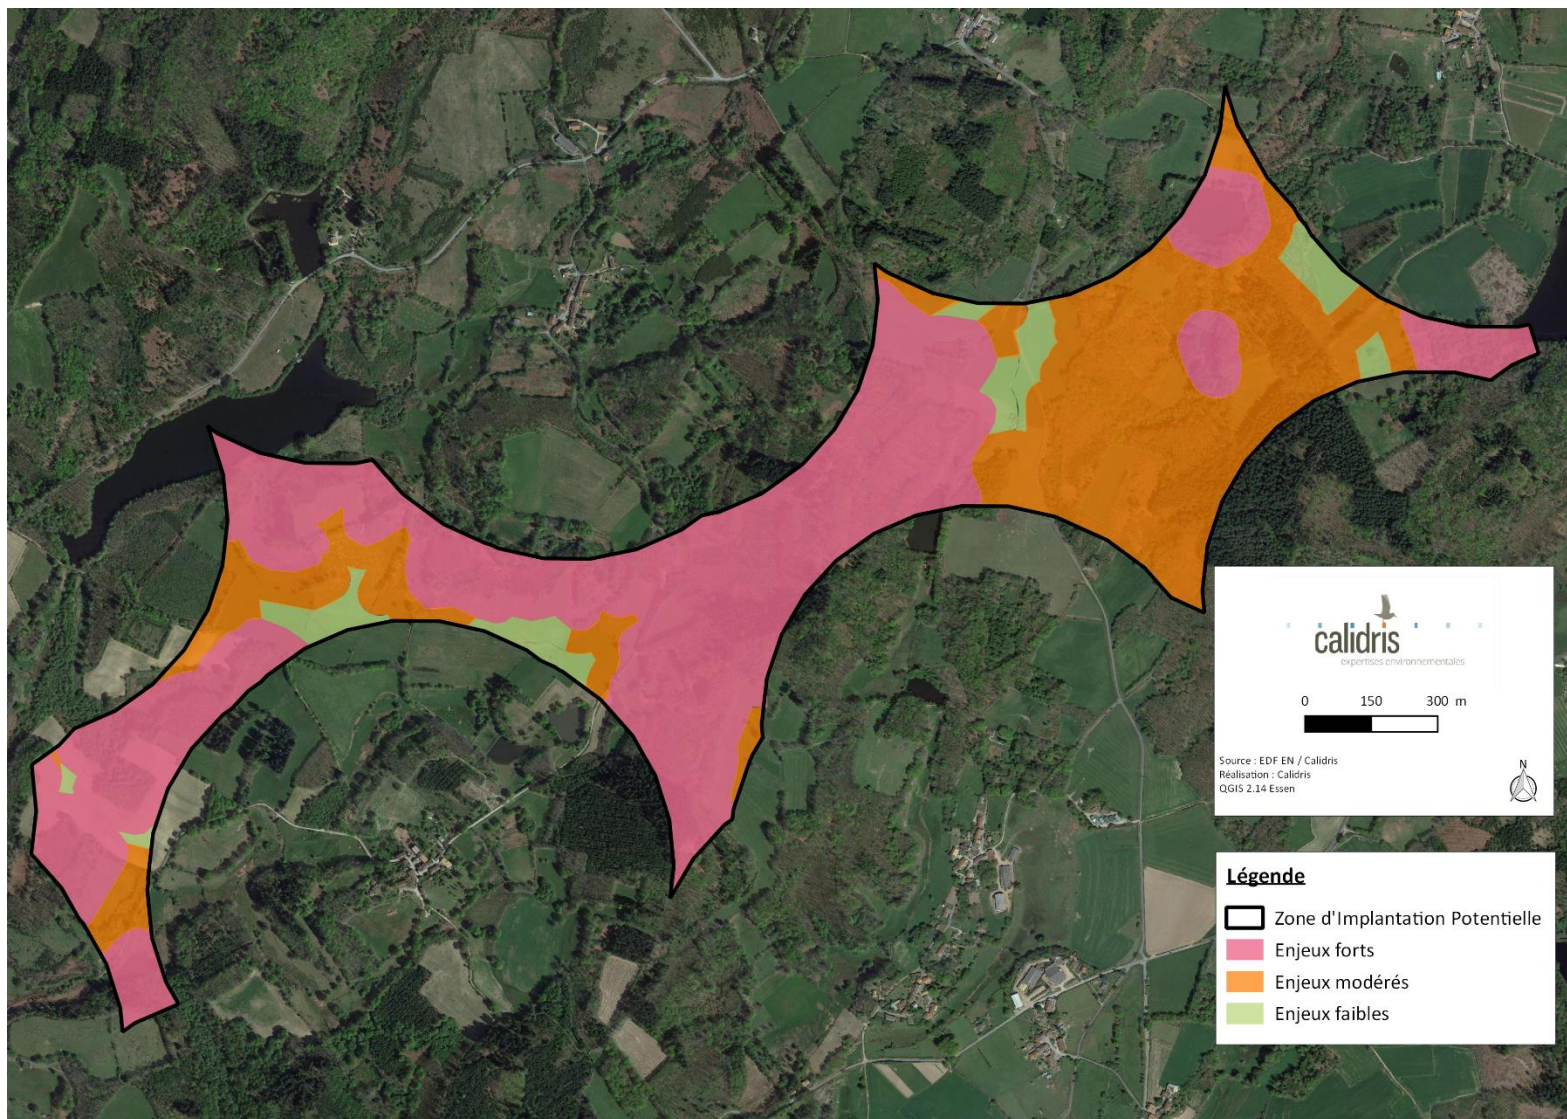 calidris
expertises environnementales
0 150 300 m
Source : EDF EN / Calidris
Réalisation : Calidris
QGIS 2.14 Essen
N
Légende
Zone d'Implantation Potentielle
Enjeux forts
Enjeux modérés
Enjeux faibles